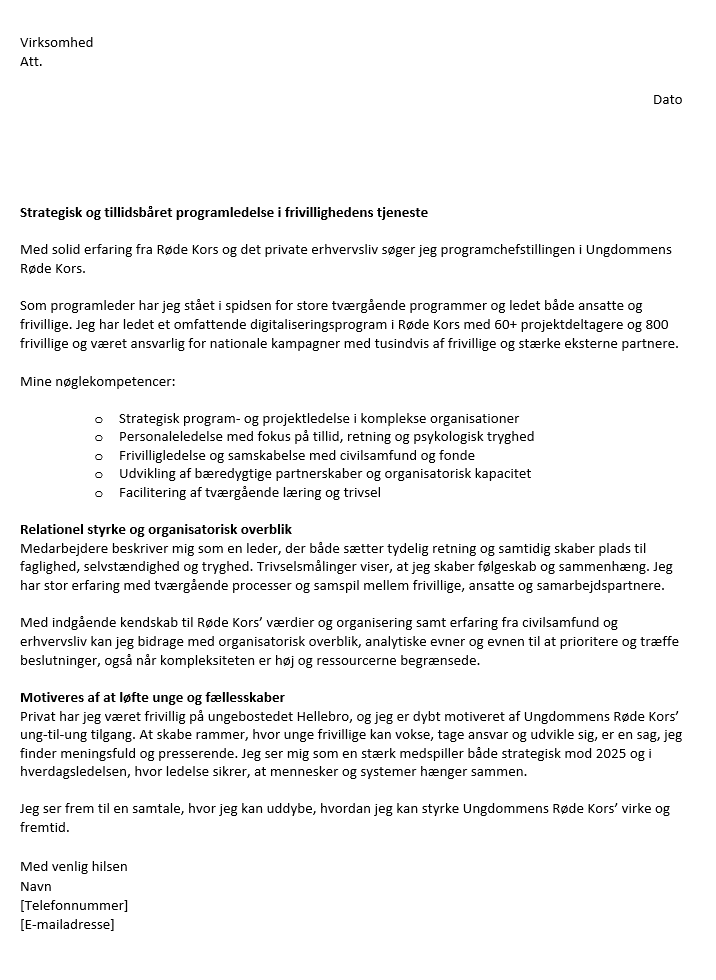 Virksomhed
Att.
Dato
Strategisk og tillidsbåret programledelse i frivillighedens tjeneste
Med solid erfaring fra Røde Kors og det private erhvervsliv søger jeg programchefstillingen i Ungdommens
Røde Kors.
Som programleder har jeg stået i spidsen for store tværgående programmer og ledet både ansatte og
frivillige. Jeg har ledet et omfattende digitaliseringsprogram i Røde Kors med 60+ projektdeltagere og 800
frivillige og været ansvarlig for nationale kampagner med tusindvis af frivillige og stærke eksterne partnere.
Mine nøglekompetencer:
o Strategisk program- og projektledelse i komplekse organisationer
o Personaleledelse med fokus på tillid, retning og psykologisk tryghed
o Frivilligledelse og samskabelse med civilsamfund og fonde
o Udvikling af bæredygtige partnerskaber og organisatorisk kapacitet
o Facilitering af tværgående læring og trivsel
Relationel styrke og organisatorisk overblik
Medarbejdere beskriver mig som en leder, der både sætter tydelig retning og samtidig skaber plads til
faglighed, selvstændighed og tryghed. Trivselsmålinger viser, at jeg skaber følgeskab og sammenhæng. Jeg
har stor erfaring med tværgående processer og samspil mellem frivillige, ansatte og samarbejdspartnere.
Med indgående kendskab til Røde Kors’ værdier og organisering samt erfaring fra civilsamfund og
erhvervsliv kan jeg bidrage med organisatorisk overblik, analytiske evner og evnen til at prioritere og træffe
beslutninger, også når kompleksiteten er høj og ressourcerne begrænsede.
Motiveres af at løfte unge og fællesskaber
Privat har jeg været frivillig på ungebostedet Hellebro, og jeg er dybt motiveret af Ungdommens Røde Kors’
ung-til-ung tilgang. At skabe rammer, hvor unge frivillige kan vokse, tage ansvar og udvikle sig, er en sag, jeg
finder meningsfuld og presserende. Jeg ser mig som en stærk medspiller både strategisk mod 2025 og i
hverdagsledelsen, hvor ledelse sikrer, at mennesker og systemer hænger sammen.
Jeg ser frem til en samtale, hvor jeg kan uddybe, hvordan jeg kan styrke Ungdommens Røde Kors’ virke og
fremtid.
Med venlig hilsen
Navn
[Telefonnummer]
[E-mailadresse]